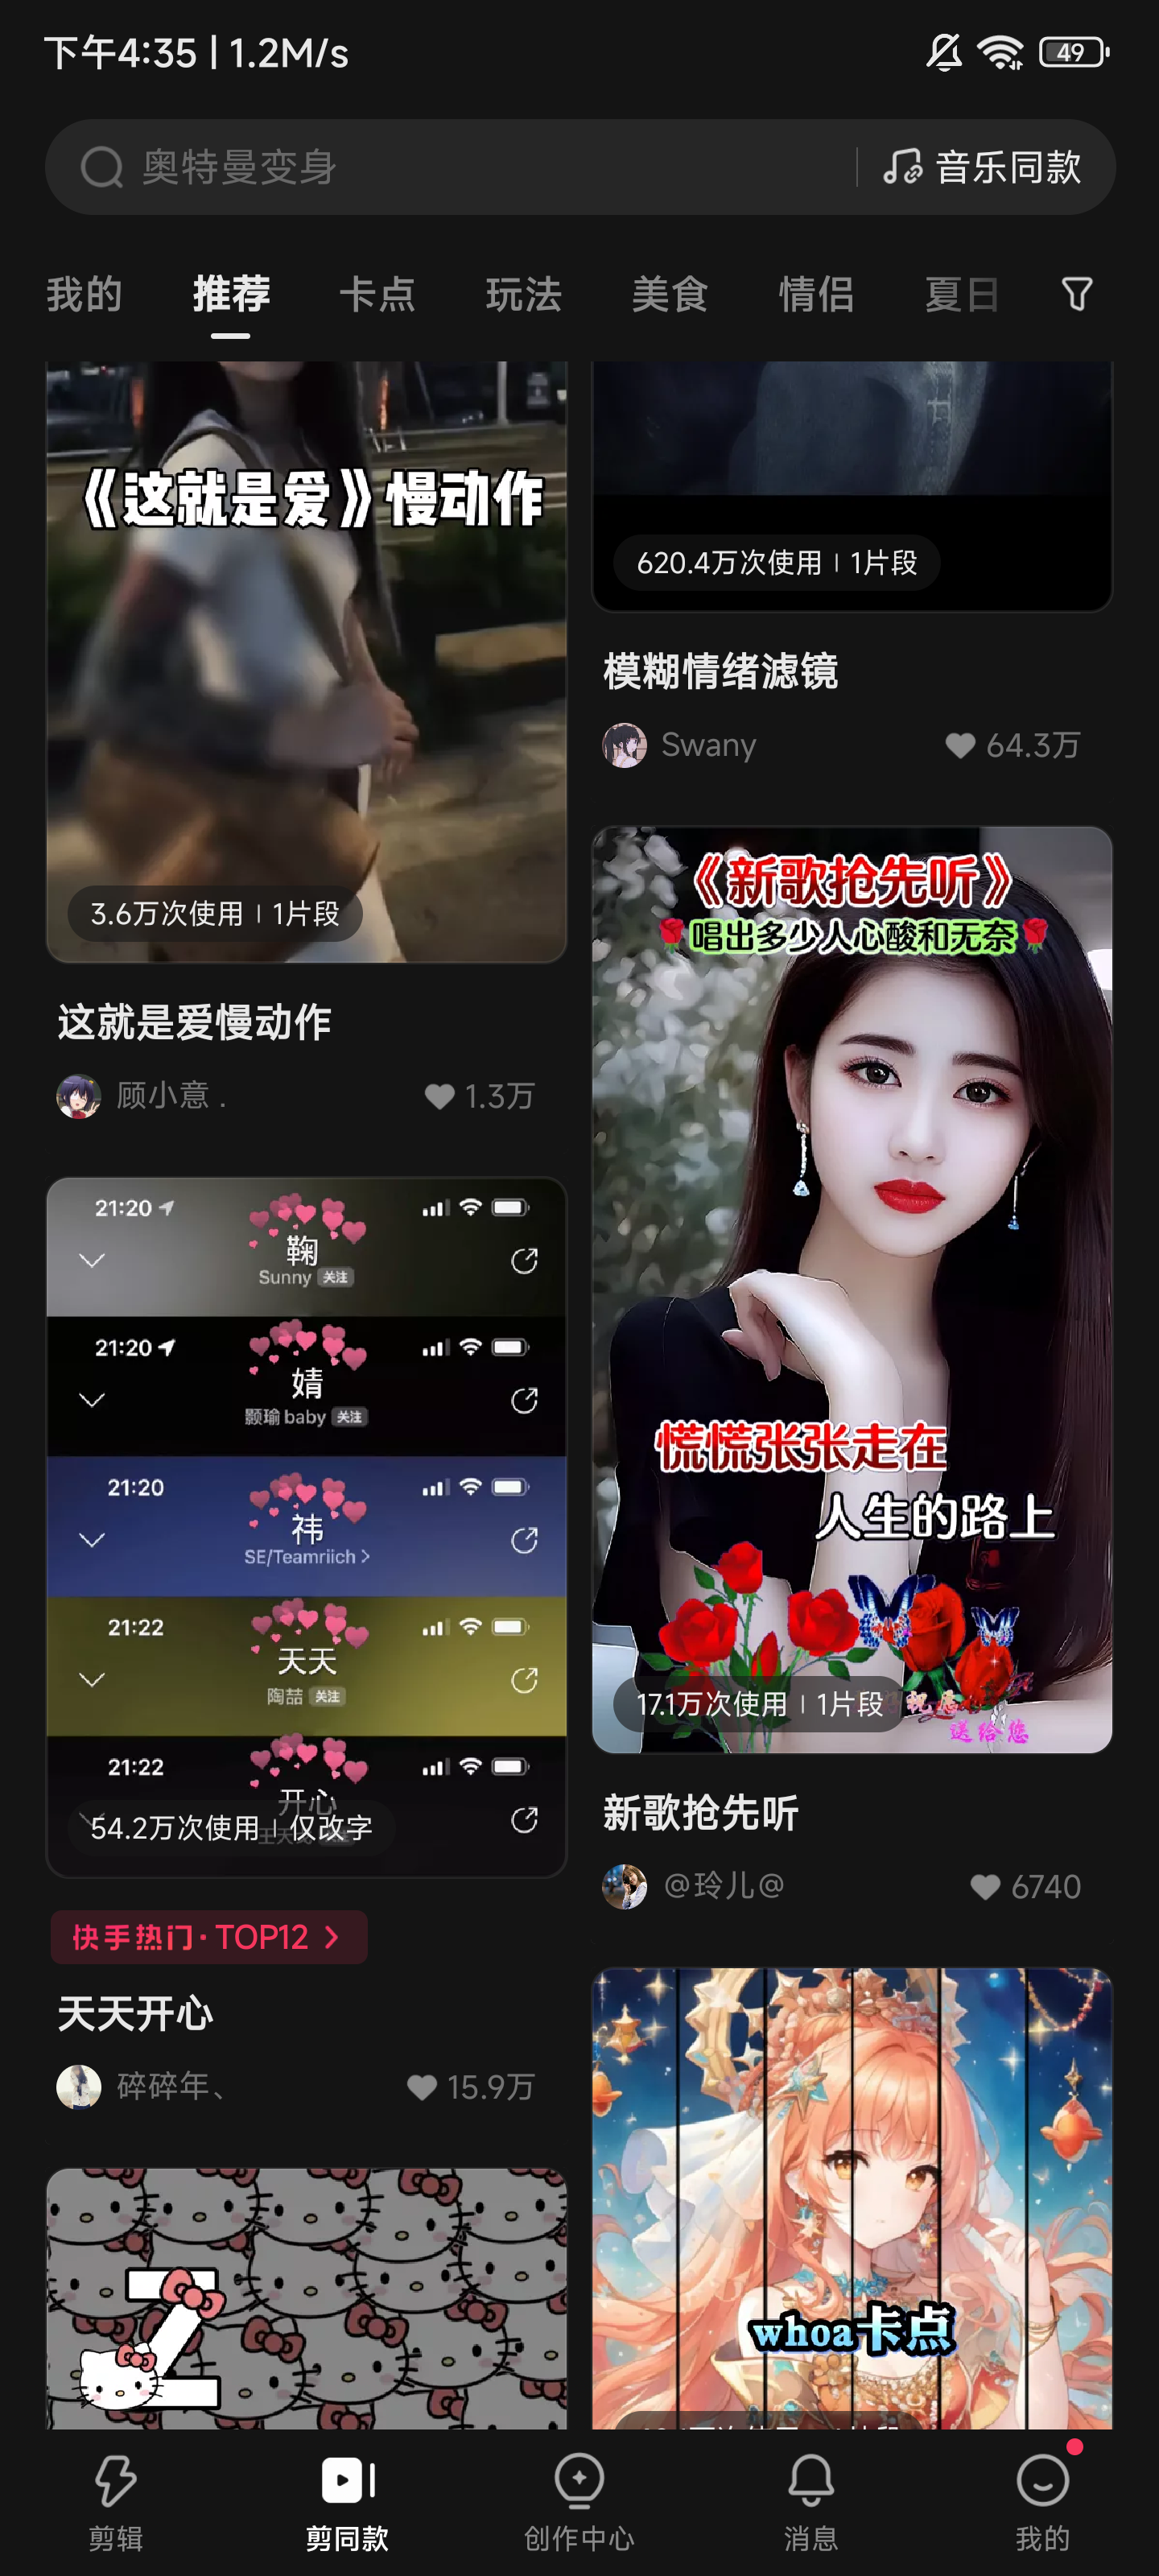 下午4:35 | 1.2M/s
49
奥特曼变身
音乐同款
我的 推荐 卡点 玩法 美食 情侣 夏日
《这就是爱》慢动作
3.6万次使用 | 1片段
这就是爱慢动作
顾小意 .
1.3万
21:20
鞠
Sunny 关注
21:20
婧
颢瑜 baby 关注
21:20
祎
SE/Teamriich >
21:22
天天
陶喆 关注
21:22
开心
54.2万次使用 | 仅改字
快手热门·TOP12 >
天天开心
碎碎年、
15.9万
Z
620.4万次使用 | 1片段
模糊情绪滤镜
Swany
64.3万
《新歌抢先听》
唱出多少人心酸和无奈
慌慌张张走在
人生的路上
17.1万次使用 | 1片段
祝愿
送给您
新歌抢先听
@玲儿@
6740
whoa卡点
剪辑 剪同款 创作中心 消息 我的